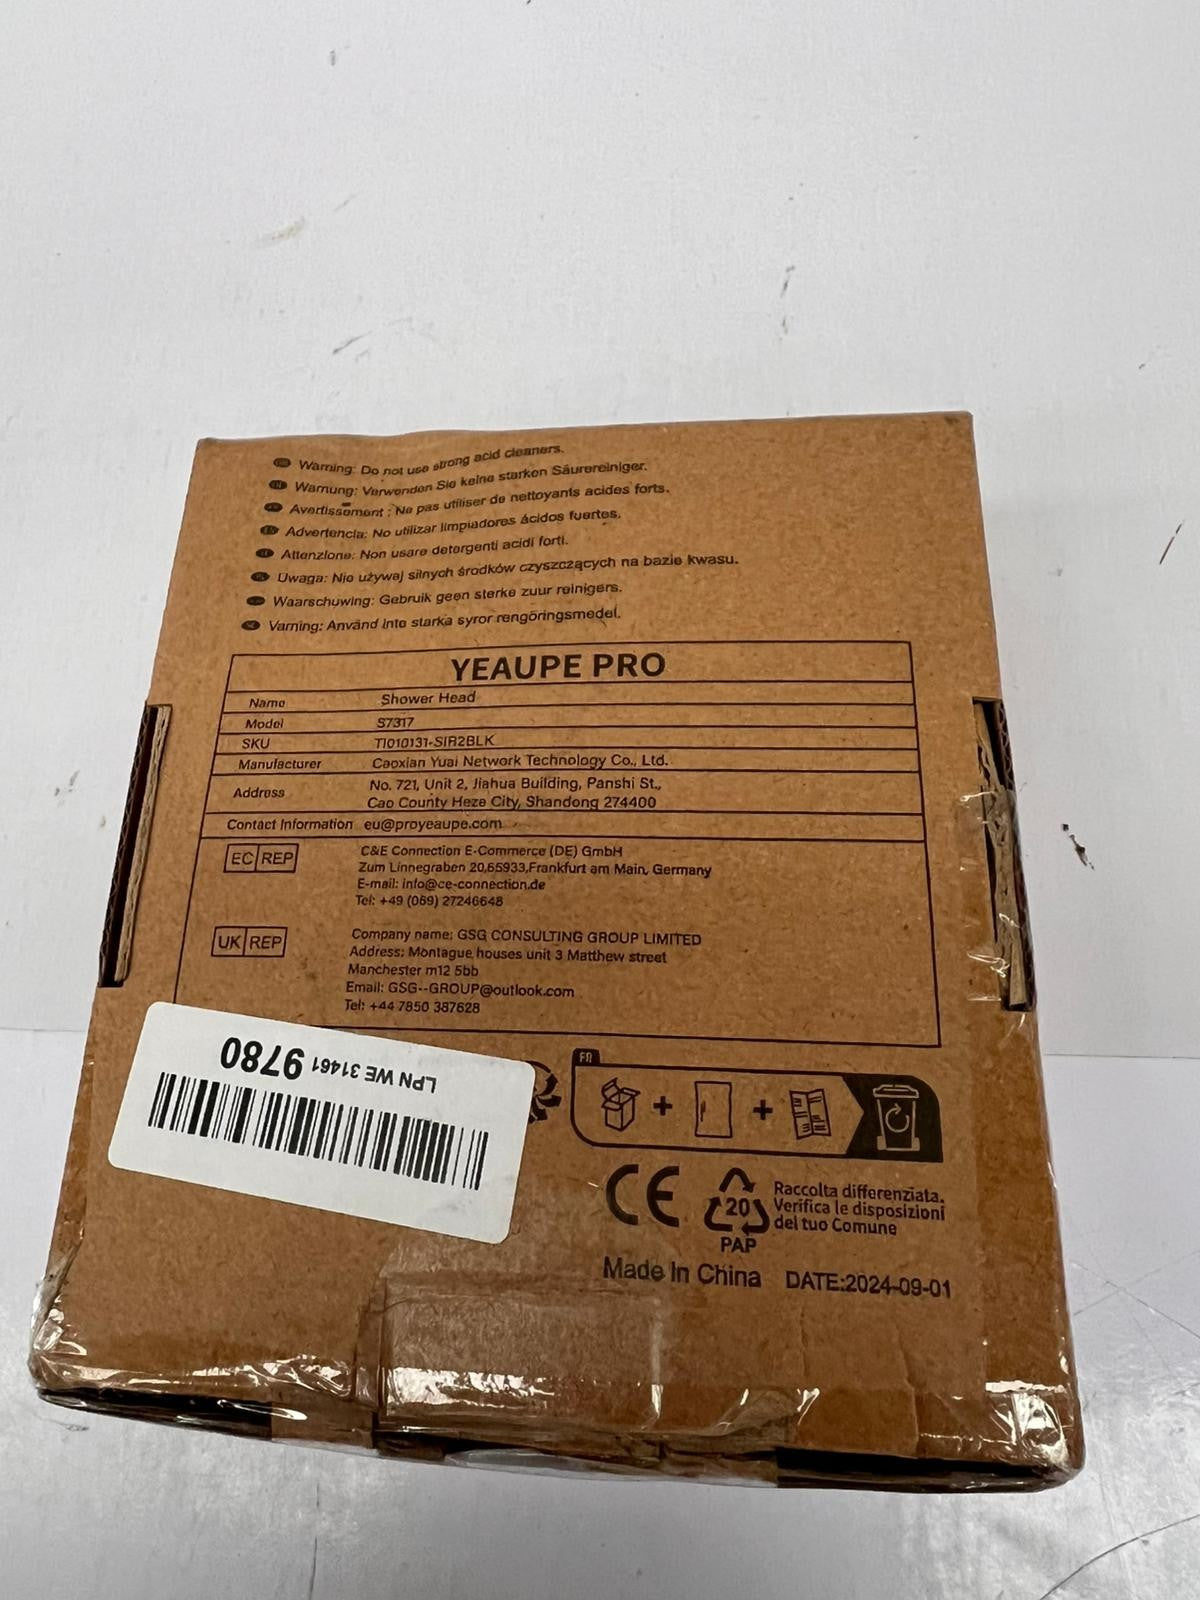 Warning: Do not use strong acid cleaners.
Warnung: Verwenden Sie keine starken Säurereiniger.
Avertissement : Ne pas utiliser de nettoyants acides forts.
Advertencia: No utilizar limpiadores ácidos fuertes.
Attenzione: Non usare detergenti acidi forti.
Uwaga: Nie używaj silnych środków czyszczących na bazie kwasu.
Waarschuwing: Gebruik geen sterke zuur reinigers.
Varning: Använd inte starka syror rengöringsmedel.
YEAUPE PRO
Name Shower Head
Model S7317
SKU TI010131-SIR2BLK
Manufacturer Caoxian Yuai Network Technology Co., Ltd.
Address No. 721, Unit 2, Jiahua Building, Panshi St.,
Cao County Heze City, Shandong 274400
Contact Information eu@proyeaupe.com
EC REP C&E Connection E-Commerce (DE) GmbH
Zum Linnegraben 20,65933,Frankfurt am Main, Germany
E-mail: info@ce-connection.de
Tel: +49 (069) 27246648
UK REP Company name: GSG CONSULTING GROUP LIMITED
Address: Montague houses unit 3 Matthew street
Manchester m12 5bb
Email: GSG--GROUP@outlook.com
Tel: +44 7850 387628
LPN WE 31461 9780
FR
CE
20
PAP
Raccolta differenziata.
Verifica le disposizioni
del tuo Comune
Made In China DATE:2024-09-01